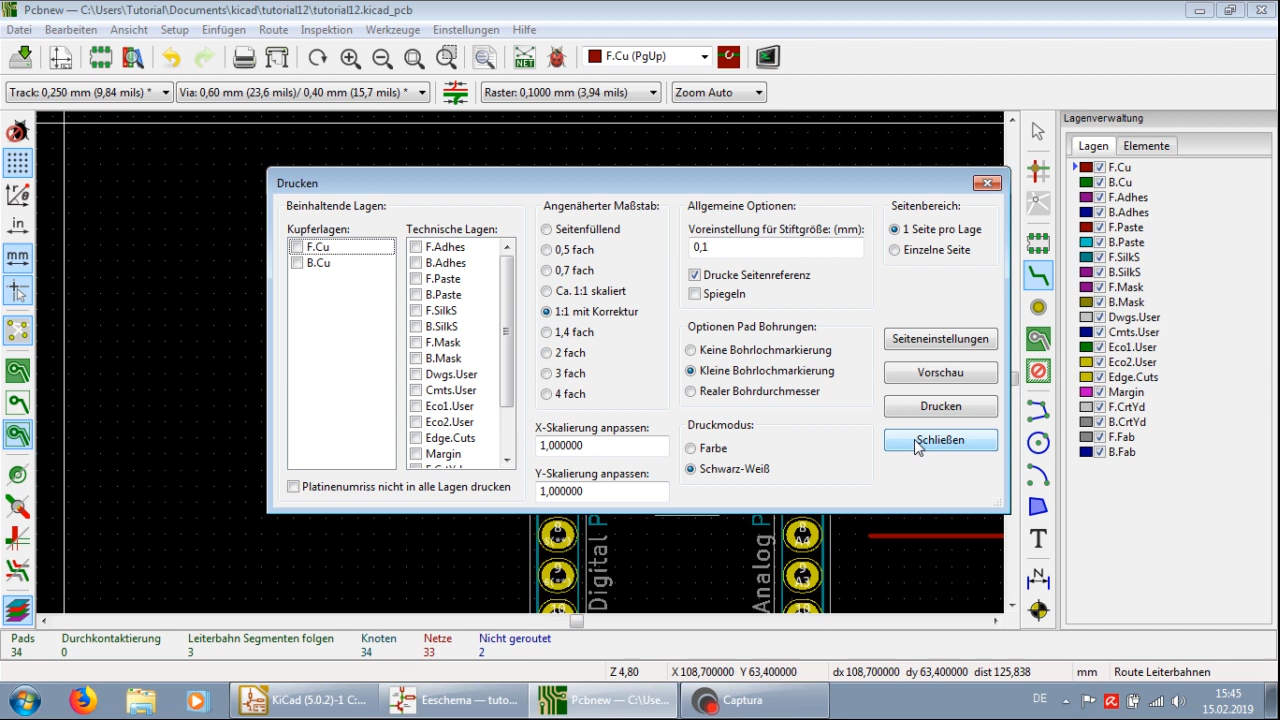 Pcbnew — C:\Users\Tutorial\Documents\kicad\tutorial12\tutorial12.kicad_pcb
Datei Bearbeiten Ansicht Setup Einfügen Route Inspektion Werkzeuge Einstellungen Hilfe
NET
F.Cu (PgUp)
Track: 0,250 mm (9,84 mils) *
Via: 0,60 mm (23,6 mils)/ 0,40 mm (15,7 mils) *
Raster: 0,1000 mm (3,94 mils)
Zoom Auto
in
mm
Drucken
Beinhaltende Lagen:
Kupferlagen:
F.Cu
B.Cu
Technische Lagen:
F.Adhes
B.Adhes
F.Paste
B.Paste
F.SilkS
B.SilkS
F.Mask
B.Mask
Dwgs.User
Cmts.User
Eco1.User
Eco2.User
Edge.Cuts
Margin
F.CrtYd
Platinenumriss nicht in alle Lagen drucken
Angenäherter Maßstab:
Seitenfüllend
0,5 fach
0,7 fach
Ca. 1:1 skaliert
1:1 mit Korrektur
1,4 fach
2 fach
3 fach
4 fach
X-Skalierung anpassen:
1,000000
Y-Skalierung anpassen:
1,000000
Allgemeine Optionen:
Voreinstellung für Stiftgröße: (mm):
0,1
Drucke Seitenreferenz
Spiegeln
Optionen Pad Bohrungen:
Keine Bohrlochmarkierung
Kleine Bohrlochmarkierung
Realer Bohrdurchmesser
Druckmodus:
Farbe
Schwarz-Weiß
Seitenbereich:
1 Seite pro Lage
Einzelne Seite
Seiteneinstellungen
Vorschau
Drucken
Schließen
Digital P
Analog P
8
8
A4
9
9
A3
T
N
Lagenverwaltung
Lagen Elemente
F.Cu
B.Cu
F.Adhes
B.Adhes
F.Paste
B.Paste
F.SilkS
B.SilkS
F.Mask
B.Mask
Dwgs.User
Cmts.User
Eco1.User
Eco2.User
Edge.Cuts
Margin
F.CrtYd
B.CrtYd
F.Fab
B.Fab
Pads Durchkontaktierung Leiterbahn Segmenten folgen Knoten Netze Nicht geroutet
34 0 3 34 33 2
Z 4,80 X 108,700000 Y 63,400000 dx 108,700000 dy 63,400000 dist 125,838 mm Route Leiterbahnen
KiCad (5.0.2)-1 C:...
Eeschema — tuto...
Pcbnew — C:\Use...
Captura
DE
15:45
15.02.2019